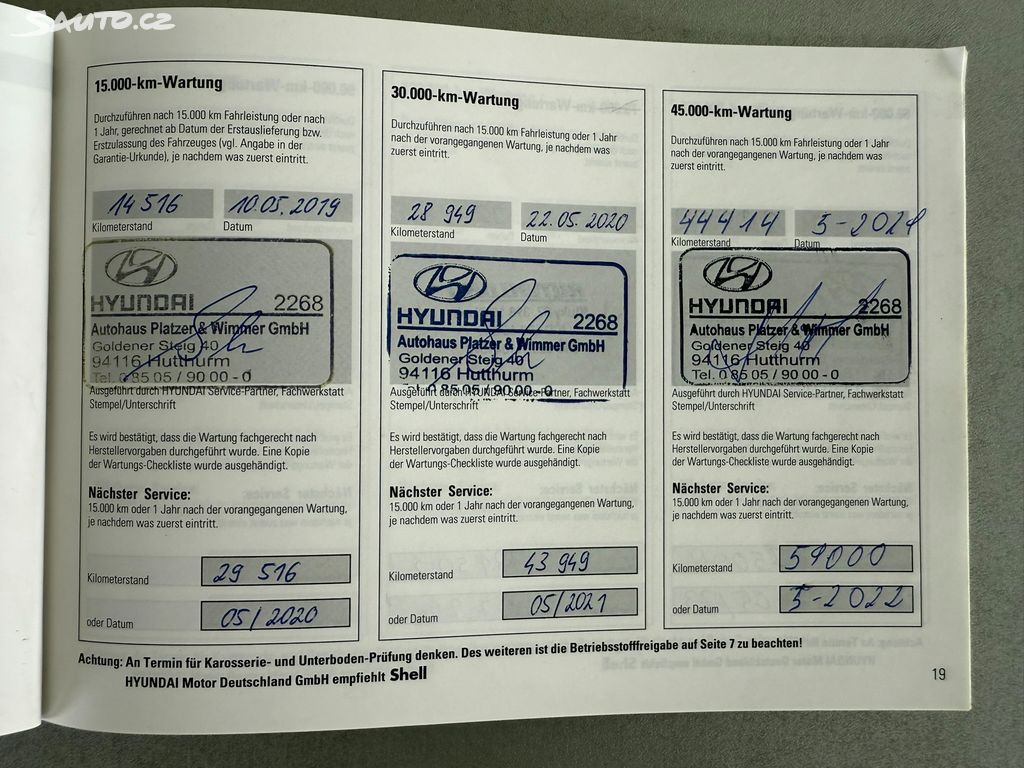 Sauto.cz
15.000-km-Wartung
Durchzuführen nach 15.000 km Fahrleistung oder nach
1 Jahr, gerechnet ab Datum der Erstauslieferung bzw.
Erstzulassung des Fahrzeuges (vgl. Angabe in der
Garantie-Urkunde), je nachdem was zuerst eintritt.
14 516 10.05.2019
Kilometerstand Datum
HYUNDAI 2268
Autohaus Platzer & Wimmer GmbH
Goldener Steig 40
94116 Hutthurm
Tel. 0 85 05 / 90 00 - 0
Ausgeführt durch HYUNDAI Service-Partner, Fachwerkstatt
Stempel/Unterschrift
Es wird bestätigt, dass die Wartung fachgerecht nach
Herstellervorgaben durchgeführt wurde. Eine Kopie
der Wartungs-Checkliste wurde ausgehändigt.
Nächster Service:
15.000 km oder 1 Jahr nach der vorangegangenen Wartung,
je nachdem was zuerst eintritt.
Kilometerstand 29 516
oder Datum 05/2020
30.000-km-Wartung
Durchzuführen nach 15.000 km Fahrleistung oder 1 Jahr
nach der vorangegangenen Wartung, je nachdem was
zuerst eintritt.
28 949 22.05.2020
Kilometerstand Datum
HYUNDAI 2268
Autohaus Platzer & Wimmer GmbH
Goldener Steig 40
94116 Hutthurm
Tel. 0 85 05 / 90 00 - 0
Ausgeführt durch HYUNDAI Service-Partner, Fachwerkstatt
Stempel/Unterschrift
Es wird bestätigt, dass die Wartung fachgerecht nach
Herstellervorgaben durchgeführt wurde. Eine Kopie
der Wartungs-Checkliste wurde ausgehändigt.
Nächster Service:
15.000 km oder 1 Jahr nach der vorangegangenen Wartung,
je nachdem was zuerst eintritt.
Kilometerstand 43 949
oder Datum 05/2021
45.000-km-Wartung
Durchzuführen nach 15.000 km Fahrleistung oder 1 Jahr
nach der vorangegangenen Wartung, je nachdem was
zuerst eintritt.
44414 5-2021
Kilometerstand Datum
HYUNDAI 2268
Autohaus Platzer & Wimmer GmbH
Goldener Steig 40
94116 Hutthurm
Tel. 0 85 05 / 90 00 - 0
Ausgeführt durch HYUNDAI Service-Partner, Fachwerkstatt
Stempel/Unterschrift
Es wird bestätigt, dass die Wartung fachgerecht nach
Herstellervorgaben durchgeführt wurde. Eine Kopie
der Wartungs-Checkliste wurde ausgehändigt.
Nächster Service:
15.000 km oder 1 Jahr nach der vorangegangenen Wartung,
je nachdem was zuerst eintritt.
Kilometerstand 59000
oder Datum 5-2022
Achtung: An Termin für Karosserie- und Unterboden-Prüfung denken. Des weiteren ist die Betriebsstofffreigabe auf Seite 7 zu beachten!
HYUNDAI Motor Deutschland GmbH empfiehlt Shell
19